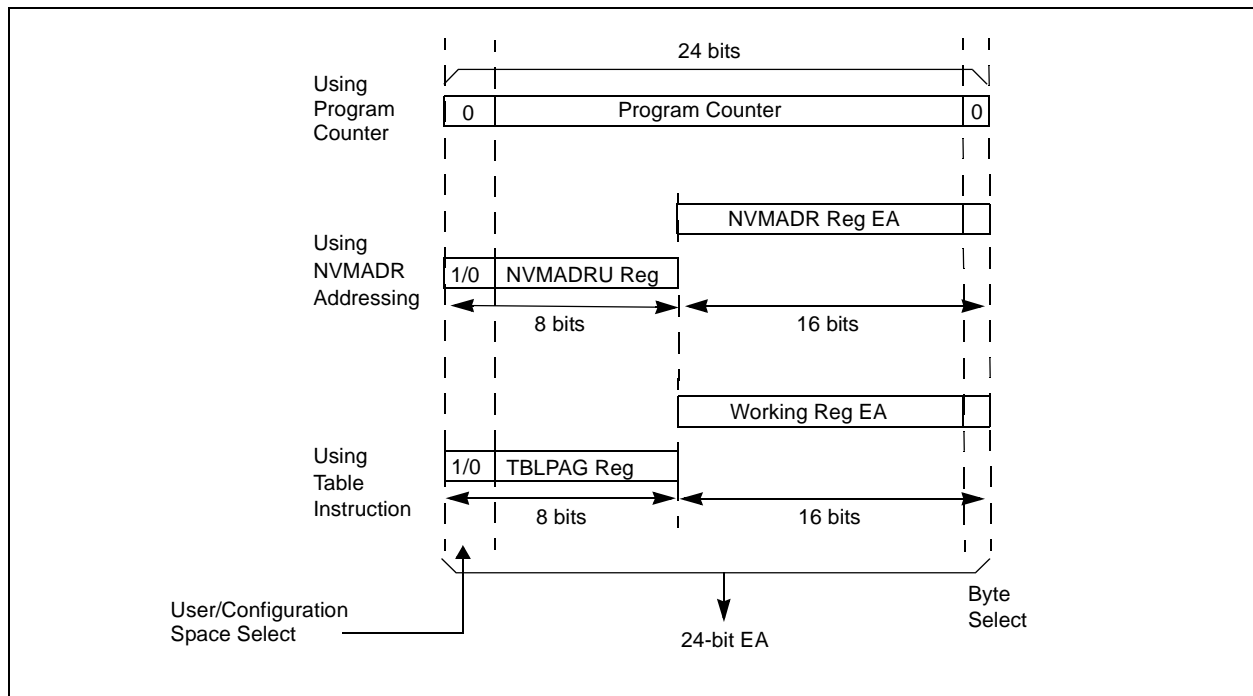 24 bits
Using
Program
Counter
0
Program Counter
0
NVMADR Reg EA
Using
NVMADR
Addressing
1/0
NVMADRU Reg
8 bits
16 bits
Working Reg EA
Using
Table
Instruction
1/0
TBLPAG Reg
8 bits
16 bits
User/Configuration
Space Select
24-bit EA
Byte
Select